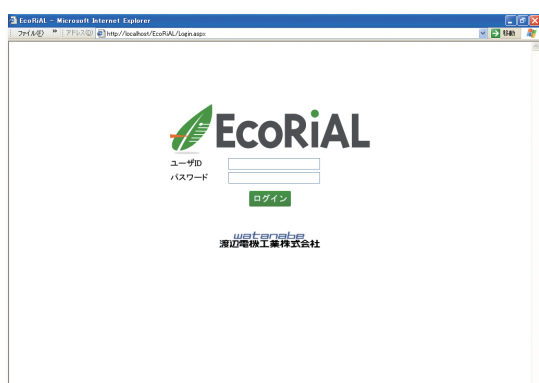 EcoRiAL - Microsoft Internet Explorer
ファイル(F) » アドレス(D) http://localhost/EcoRiAL/Login.aspx 移動
EcoRiAL
ユーザID
パスワード
ログイン
watanabe
渡辺電機工業株式会社